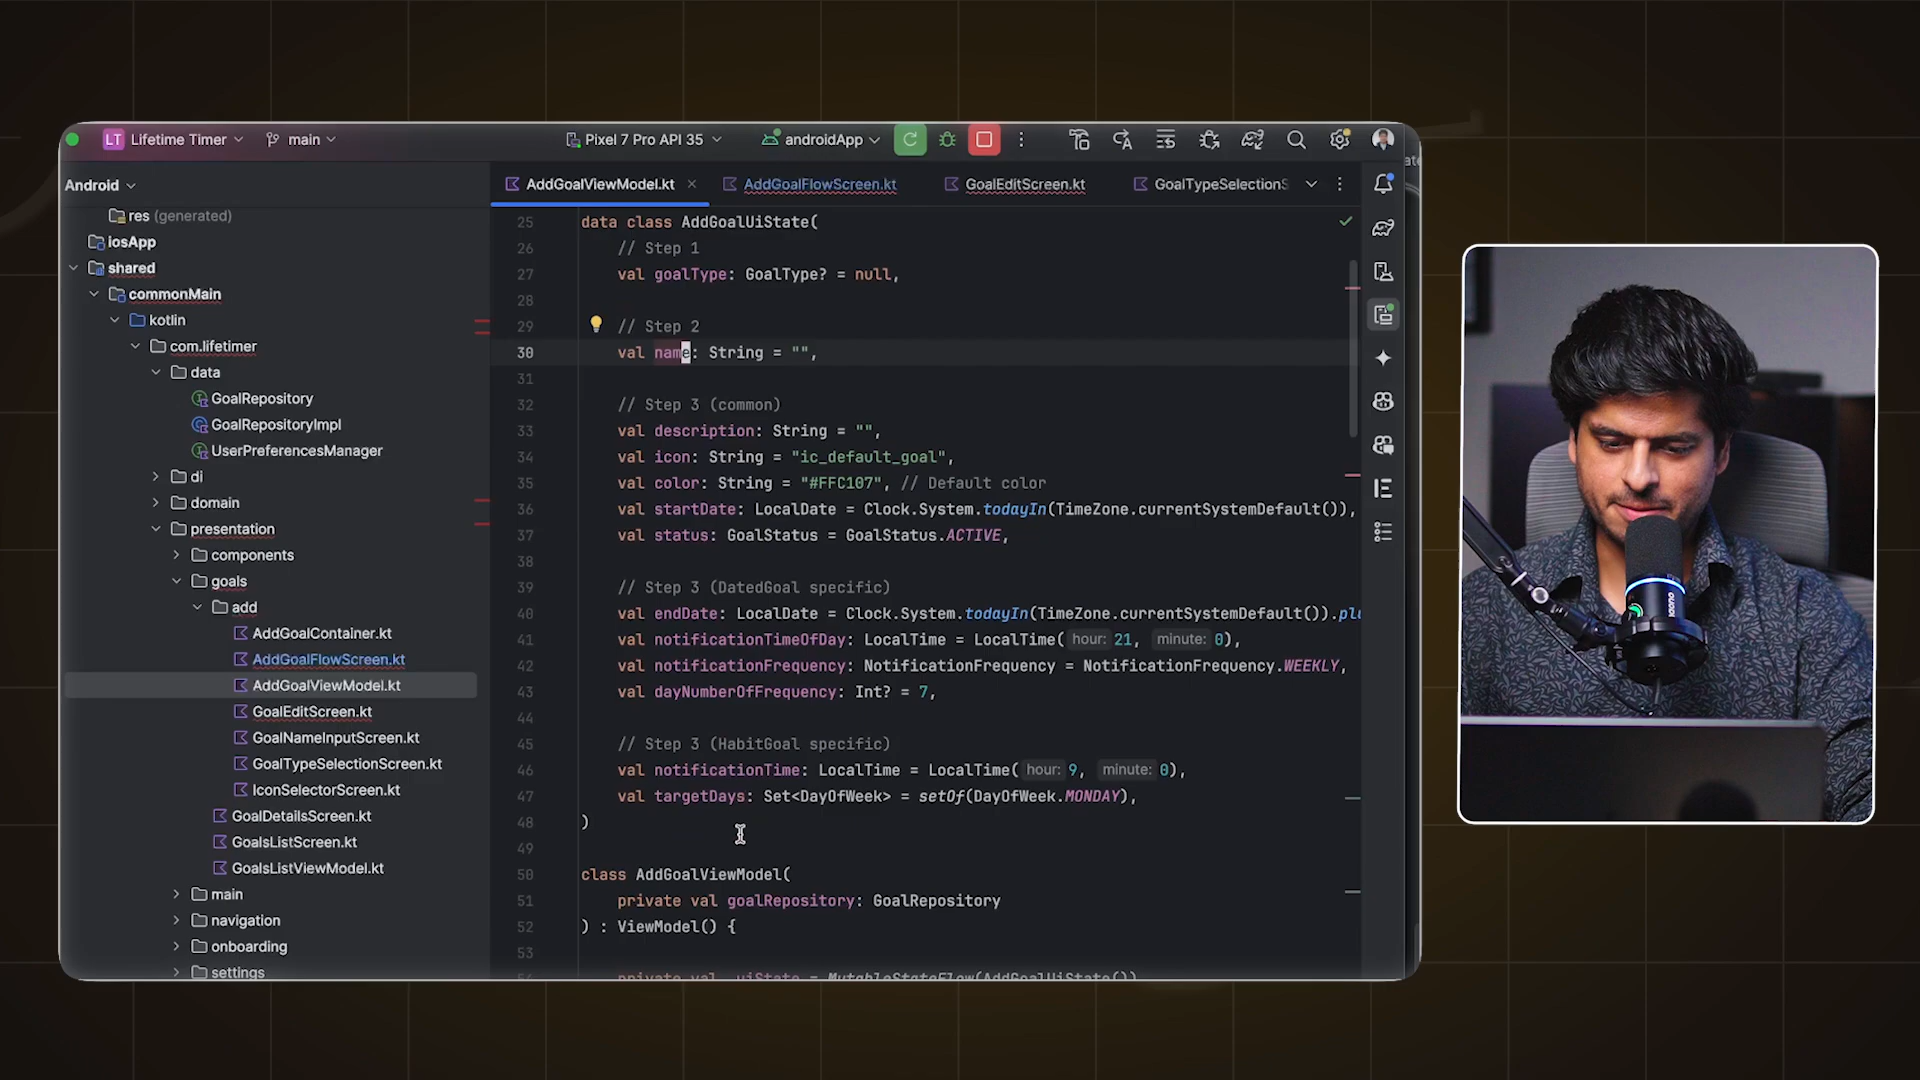 LT Lifetime Timer main Pixel 7 Pro API 35 androidApp
Android
AddGoalViewModel.kt AddGoalFlowScreen.kt GoalEditScreen.kt GoalTypeSelectionS
res (generated)
iosApp
shared
commonMain
kotlin
com.lifetimer
data
GoalRepository
GoalRepositoryImpl
UserPreferencesManager
di
domain
presentation
components
goals
add
AddGoalContainer.kt
AddGoalFlowScreen.kt
AddGoalViewModel.kt
GoalEditScreen.kt
GoalNameInputScreen.kt
GoalTypeSelectionScreen.kt
IconSelectorScreen.kt
GoalDetailsScreen.kt
GoalsListScreen.kt
GoalsListViewModel.kt
main
navigation
onboarding
settings
25 data class AddGoalUiState(
26 // Step 1
27 val goalType: GoalType? = null,
28
29 // Step 2
30 val name: String = "",
31
32 // Step 3 (common)
33 val description: String = "",
34 val icon: String = "ic_default_goal",
35 val color: String = "#FFC107", // Default color
36 val startDate: LocalDate = Clock.System.todayIn(TimeZone.currentSystemDefault()),
37 val status: GoalStatus = GoalStatus.ACTIVE,
38
39 // Step 3 (DatedGoal specific)
40 val endDate: LocalDate = Clock.System.todayIn(TimeZone.currentSystemDefault()).plu
41 val notificationTimeOfDay: LocalTime = LocalTime( hour: 21, minute: 0),
42 val notificationFrequency: NotificationFrequency = NotificationFrequency.WEEKLY,
43 val dayNumberOfFrequency: Int? = 7,
44
45 // Step 3 (HabitGoal specific)
46 val notificationTime: LocalTime = LocalTime( hour: 9, minute: 0),
47 val targetDays: Set<DayOfWeek> = setOf(DayOfWeek.MONDAY),
48 )
49
50 class AddGoalViewModel(
51 private val goalRepository: GoalRepository
52 ) : ViewModel() {
53
private val _uiState = MutableStateFlow(AddGoalUiState())